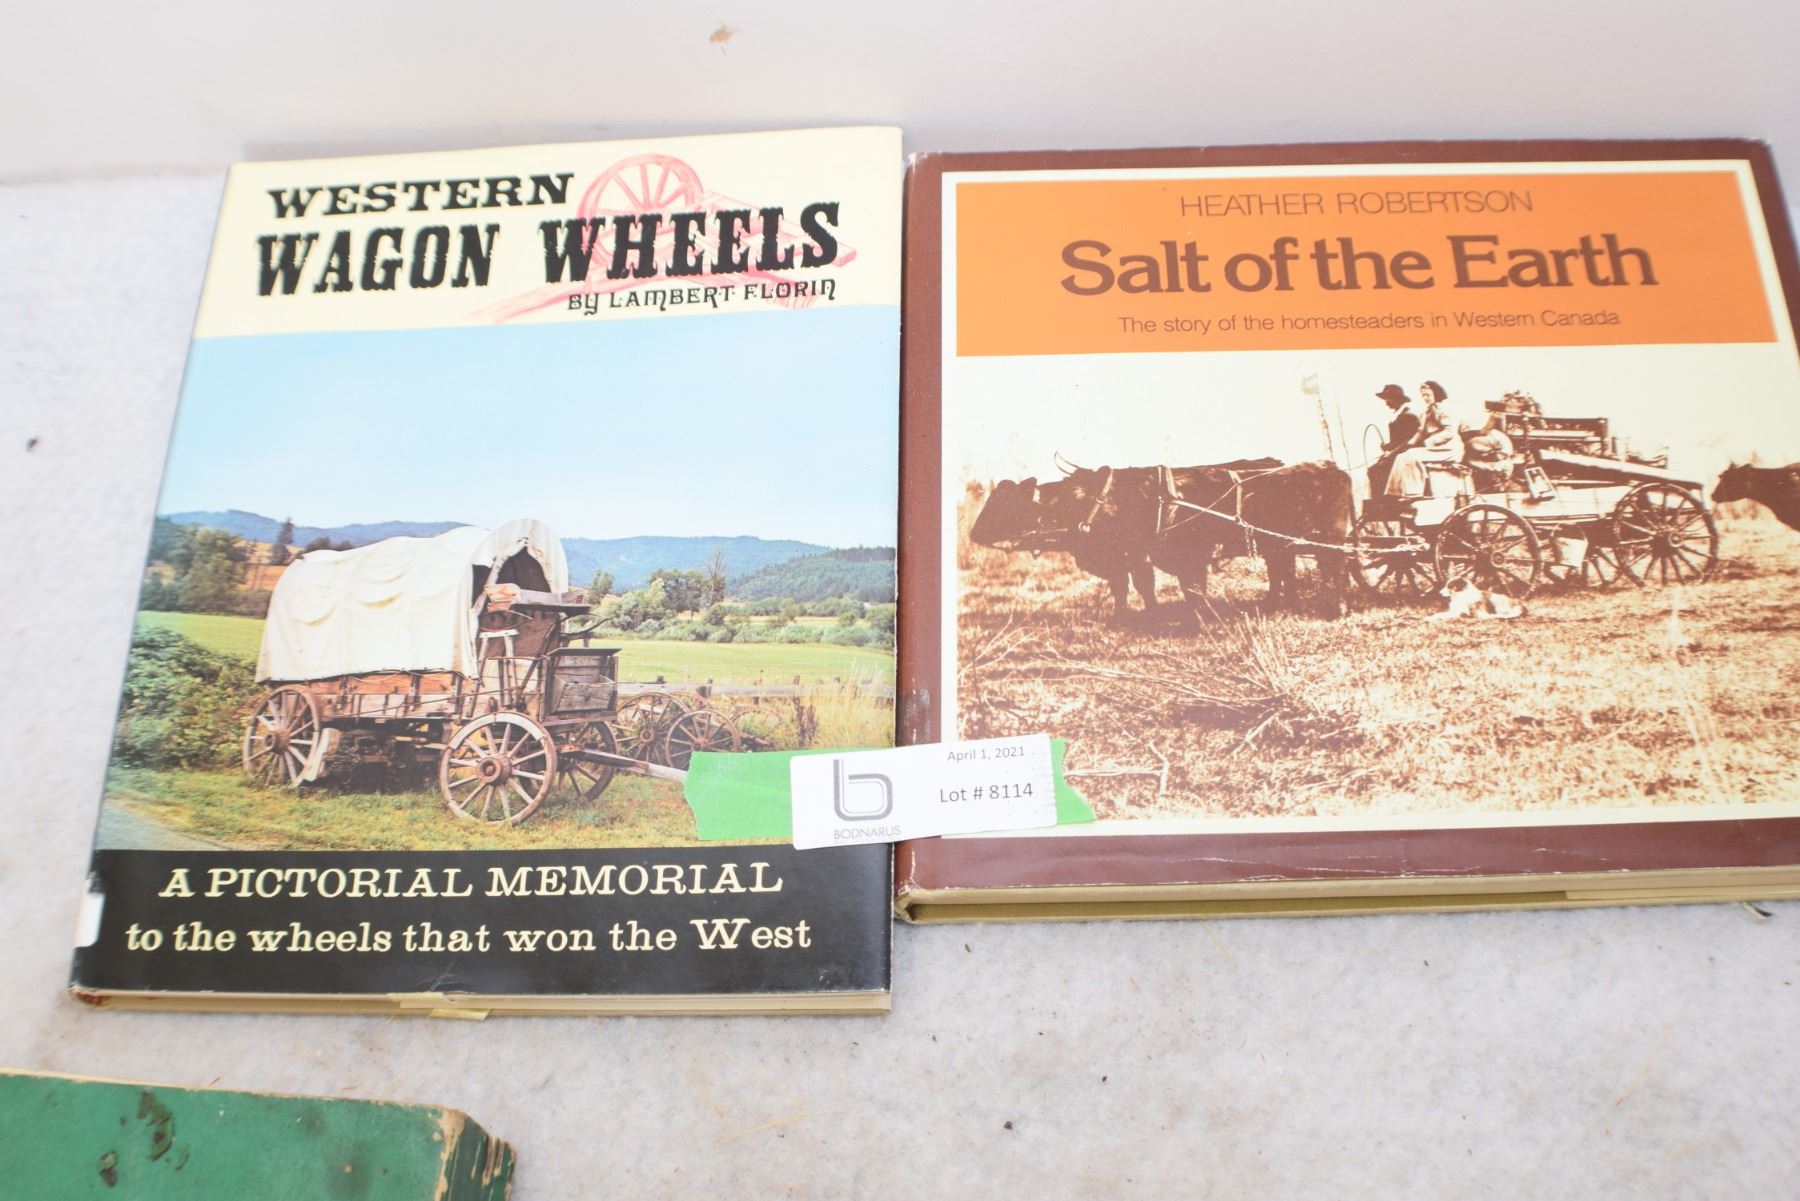 WESTERN
WAGON WHEELS
BY LAMBERT FLORIN
A PICTORIAL MEMORIAL
to the wheels that won the West
HEATHER ROBERTSON
Salt of the Earth
The story of the homesteaders in Western Canada
April 1, 2021
Lot # 8114
BODNARUS